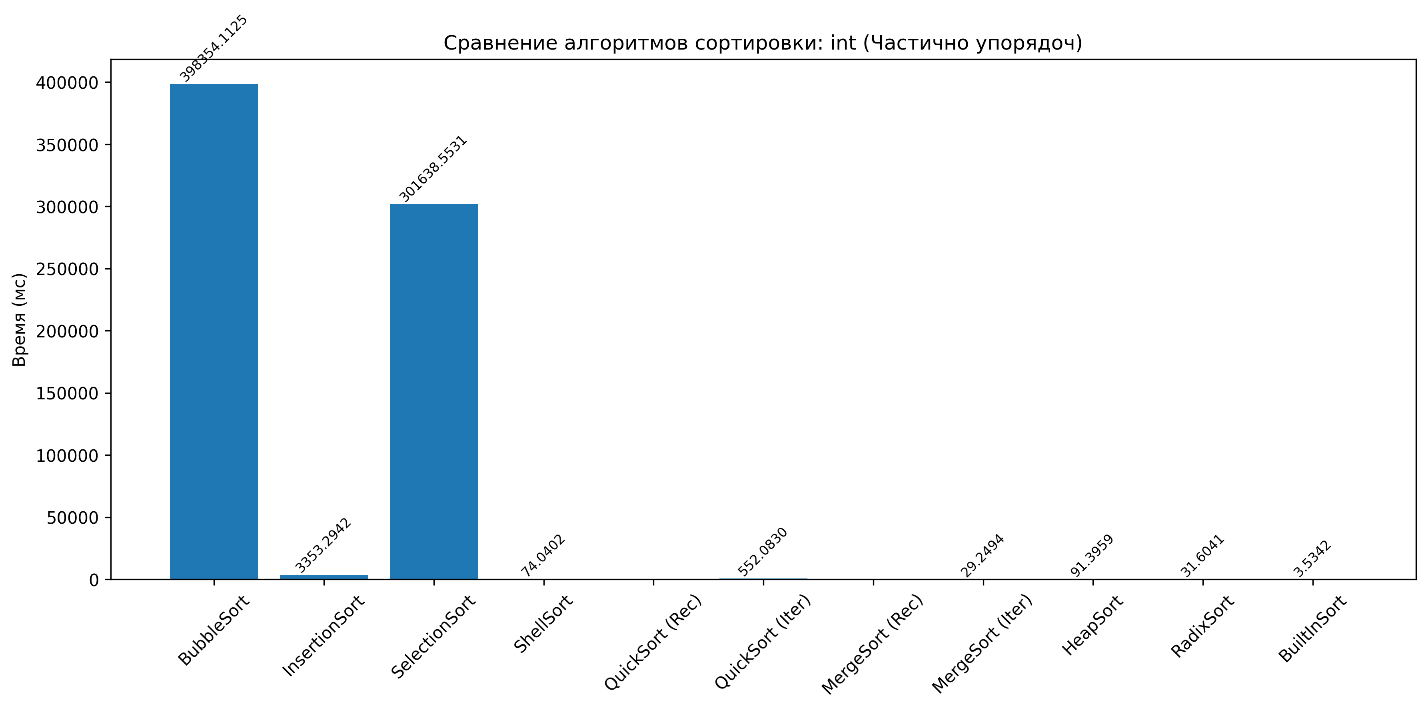 Сравнение алгоритмов сортировки: int (Частично упорядоч)
Время (мс)
400000
350000
300000
250000
200000
150000
100000
50000
0
398354.1125
3353.2942
301638.5531
74.0402
552.0830
29.2494
91.3959
31.6041
3.5342
BubbleSort
InsertionSort
SelectionSort
ShellSort
QuickSort (Rec)
QuickSort (Iter)
MergeSort (Rec)
MergeSort (Iter)
HeapSort
RadixSort
BuiltInSort